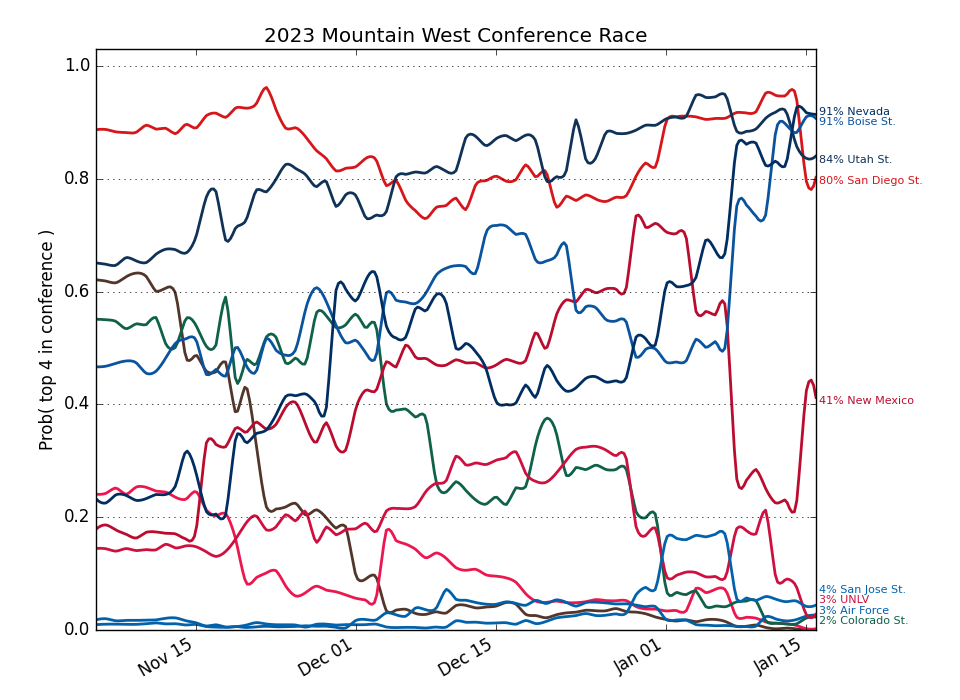 2023 Mountain West Conference Race
Prob( top 4 in conference )
1.0
0.8
0.6
0.4
0.2
0.0
Nov 15
Dec 01
Dec 15
Jan 01
Jan 15
91% Nevada
91% Boise St.
84% Utah St.
80% San Diego St.
41% New Mexico
4% San Jose St.
3% UNLV
3% Air Force
2% Colorado St.